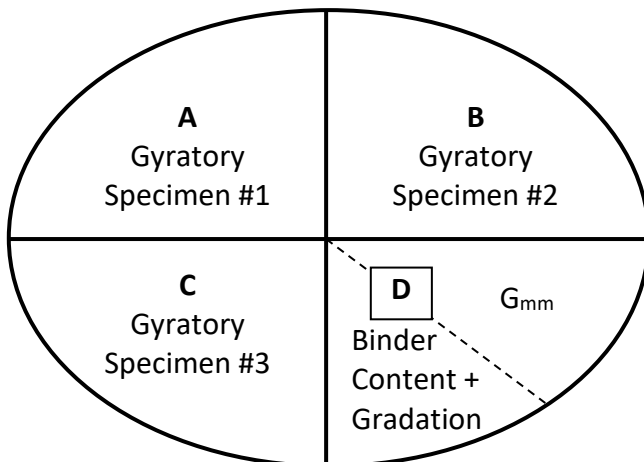 A
Gyratory
Specimen #1
B
Gyratory
Specimen #2
C
Gyratory
Specimen #3
D
Gmm
Binder
Content +
Gradation